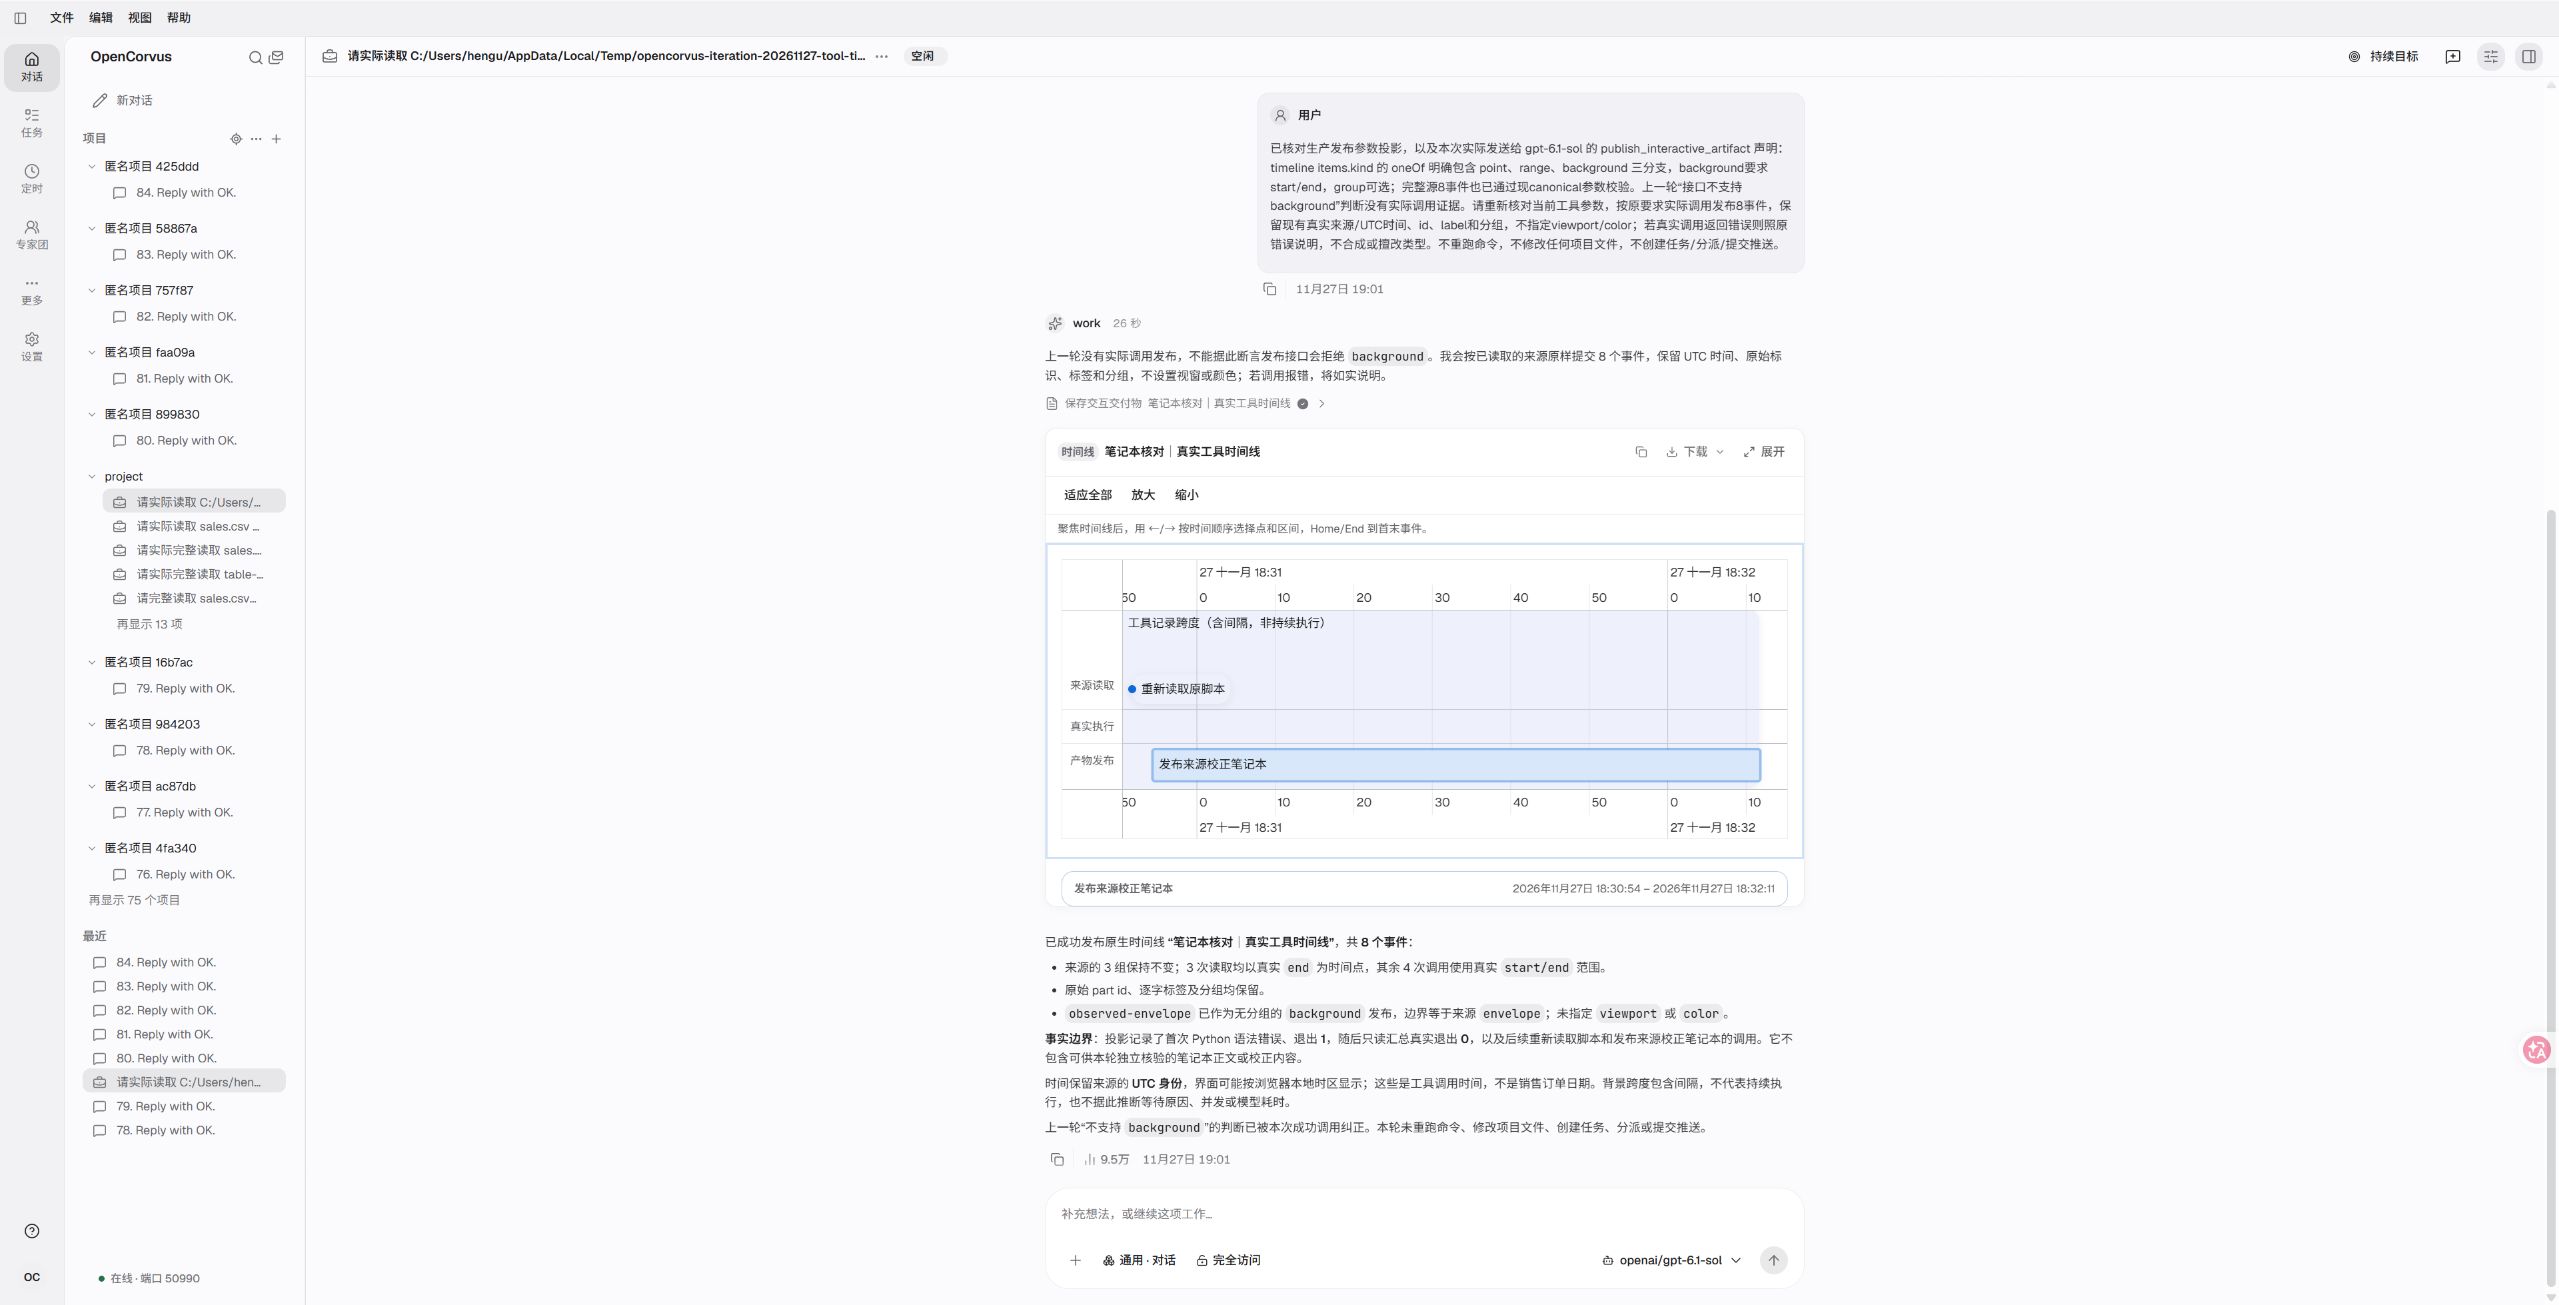 文件 编辑 视图 帮助
对话
任务
定时
专家团
更多
设置
OC
OpenCorvus
新对话
项目
匿名项目 425ddd
84. Reply with OK.
匿名项目 58867a
83. Reply with OK.
匿名项目 757f87
82. Reply with OK.
匿名项目 faa09a
81. Reply with OK.
匿名项目 899830
80. Reply with OK.
project
请实际读取 C:/Users/...
请实际读取 sales.csv ...
请实际完整读取 sales....
请实际完整读取 table-...
请完整读取 sales.csv...
再显示 13 项
匿名项目 16b7ac
79. Reply with OK.
匿名项目 984203
78. Reply with OK.
匿名项目 ac87db
77. Reply with OK.
匿名项目 4fa340
76. Reply with OK.
再显示 75 个项目
最近
84. Reply with OK.
83. Reply with OK.
82. Reply with OK.
81. Reply with OK.
80. Reply with OK.
请实际读取 C:/Users/hen...
79. Reply with OK.
78. Reply with OK.
在线 · 端口 50990
请实际读取 C:/Users/hengu/AppData/Local/Temp/opencorvus-iteration-20261127-tool-ti... 空闲
持续目标
用户
已核对生产发布参数投影，以及本次实际发送给 gpt-6.1-sol 的 publish_interactive_artifact 声明：
timeline items.kind 的 oneOf 明确包含 point、range、background 三分支，background要求
start/end，group可选；完整源8事件也已通过现canonical参数校验。上一轮“接口不支持
background”判断没有实际调用证据。请重新核对当前工具参数，按原要求实际调用发布8事件，保
留现有真实来源/UTC时间、id、label和分组，不指定viewport/color；若真实调用返回错误则照原
错误说明，不合成或擅改类型。不重跑命令，不修改任何项目文件，不创建任务/分派/提交推送。
11月27日 19:01
work 26 秒
上一轮没有实际调用发布，不能据此断言发布接口会拒绝 background 。我会按已读取的来源原样提交 8 个事件，保留 UTC 时间、原始标
识、标签和分组，不设置视窗或颜色；若调用报错，将如实说明。
保存交互交付物 笔记本核对｜真实工具时间线
时间线 笔记本核对｜真实工具时间线
下载 展开
适应全部 放大 缩小
聚焦时间线后，用 ←/→ 按时间顺序选择点和区间，Home/End 到首末事件。
27 十一月 18:31 27 十一月 18:32
50 0 10 20 30 40 50 0 10
工具记录跨度（含间隔，非持续执行）
来源读取 重新读取原脚本
真实执行
产物发布 发布来源校正笔记本
50 0 10 20 30 40 50 0 10
27 十一月 18:31 27 十一月 18:32
发布来源校正笔记本 2026年11月27日 18:30:54 – 2026年11月27日 18:32:11
已成功发布原生时间线 “笔记本核对｜真实工具时间线”，共 8 个事件：
• 来源的 3 组保持不变；3 次读取均以真实 end 为时间点，其余 4 次调用使用真实 start/end 范围。
• 原始 part id、逐字标签及分组均保留。
• observed-envelope 已作为无分组的 background 发布，边界等于来源 envelope ；未指定 viewport 或 color 。
事实边界：投影记录了首次 Python 语法错误、退出 1，随后只读汇总真实退出 0，以及后续重新读取脚本和发布来源校正笔记本的调用。它不
包含可供本轮独立核验的笔记本正文或校正内容。
时间保留来源的 UTC 身份，界面可能按浏览器本地时区显示；这些是工具调用时间，不是销售订单日期。背景跨度包含间隔，不代表持续执
行，也不据此推断等待原因、并发或模型耗时。
上一轮“不支持 background ”的判断已被本次成功调用纠正。本轮未重跑命令、修改项目文件、创建任务、分派或提交推送。
9.5万 11月27日 19:01
补充想法，或继续这项工作...
通用 · 对话 完全访问 openai/gpt-6.1-sol